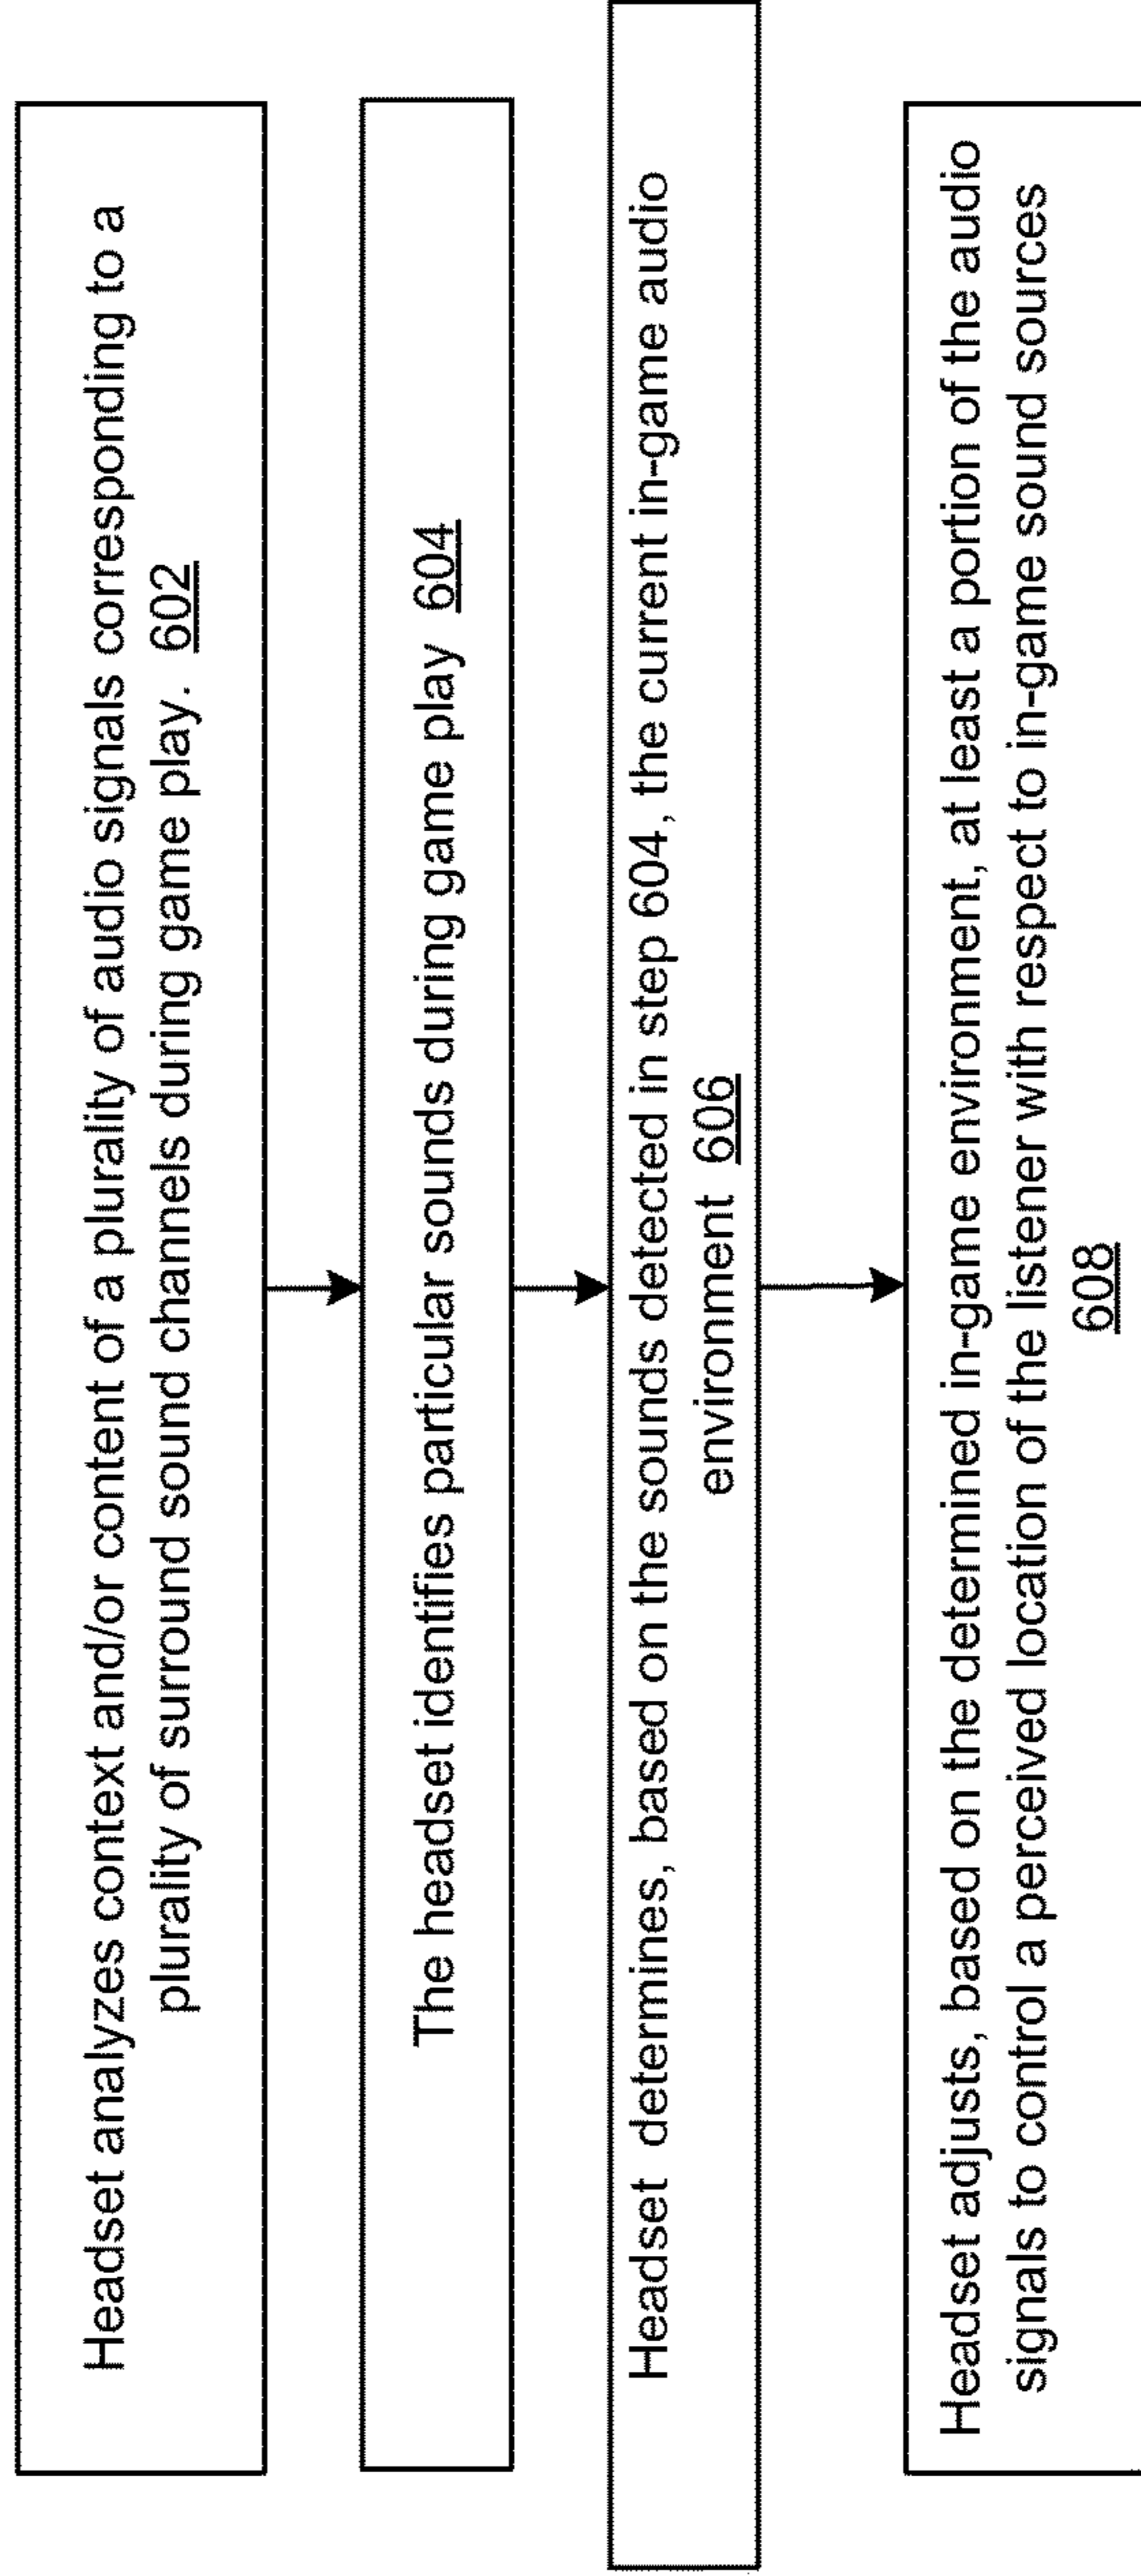 Headset analyzes context and/or content of a plurality of audio signals corresponding to a
plurality of surround sound channels during game play. 602
The headset identifies particular sounds during game play 604
Headset determines, based on the sounds detected in step 604, the current in-game audio
environment 606
Headset adjusts, based on the determined in-game environment, at least a portion of the audio
signals to control a perceived location of the listener with respect to in-game sound sources
608